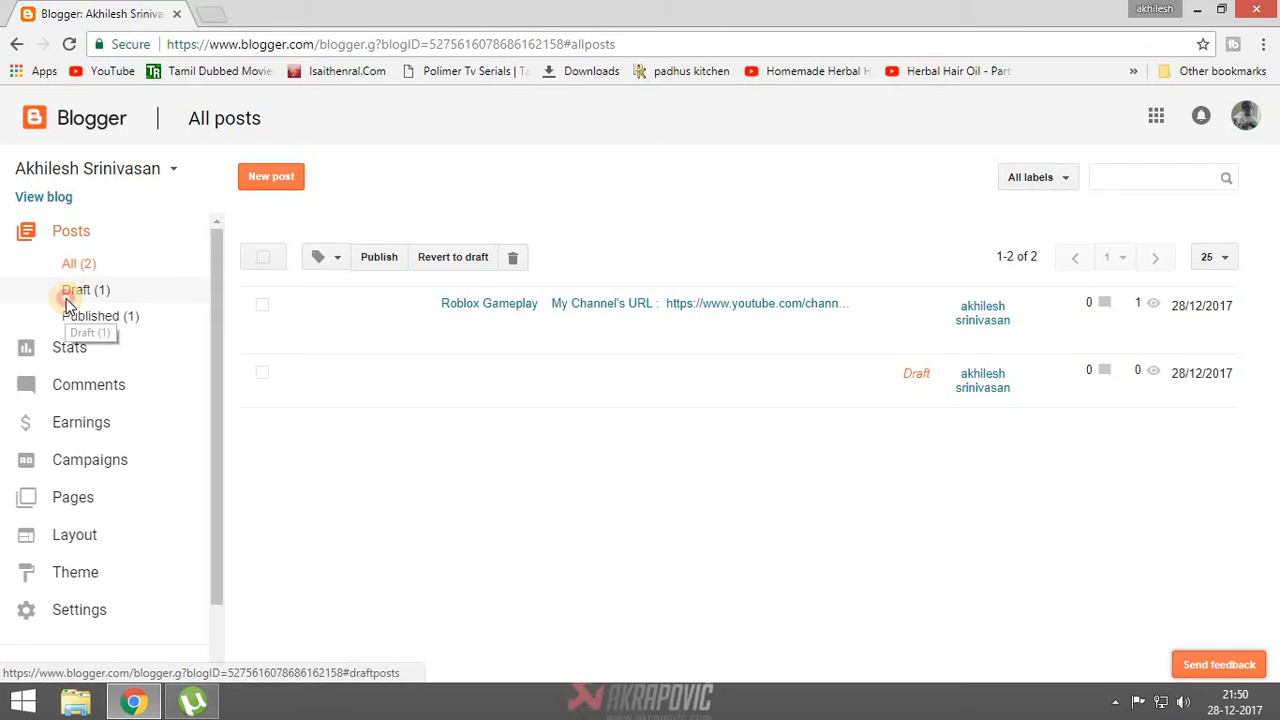 Blogger: Akhilesh Sriniva
akhilesh
Secure
https://www.blogger.com/blogger.g?blogID=5275616078686162158#allposts
Apps
YouTube
Tamil Dubbed Movie
Isaithenral.Com
Polimer Tv Serials | T
Downloads
padhus kitchen
Homemade Herbal H
Herbal Hair Oil - Part
»
Other bookmarks
Blogger
All posts
Akhilesh Srinivasan
View blog
New post
All labels
Posts
All (2)
Draft (1)
Published (1)
Draft (1)
Stats
Comments
Earnings
Campaigns
Pages
Layout
Theme
Settings
Publish
Revert to draft
1-2 of 2
1
25
Roblox Gameplay My Channel's URL : https://www.youtube.com/chann...
akhilesh
srinivasan
0
1
28/12/2017
Draft
akhilesh
srinivasan
0
0
28/12/2017
Send feedback
https://www.blogger.com/blogger.g?blogID=5275616078686162158#draftposts
AKRAPOVIC
www.akrapovic.com
21:50
28-12-2017